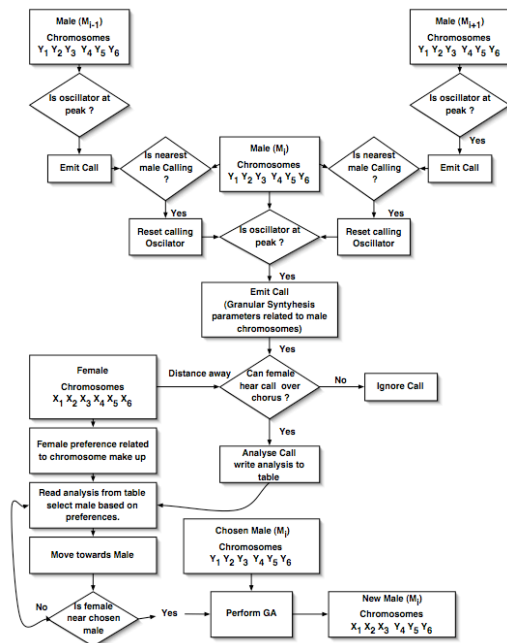 Male (Mi-1)
Chromosomes
Y1 Y2 Y3 Y4 Y5 Y6
Male (Mi+1)
Chromosomes
Y1 Y2 Y3 Y4 Y5 Y6
Is oscillator at
peak ?
Is oscillator at
peak ?
Yes
Emit Call
Is nearest
male Calling
?
Male (Mi)
Chromosomes
Y1 Y2 Y3 Y4 Y5 Y6
Is nearest
male Calling
?
Emit Call
Yes
Yes
Reset calling
Oscilator
Is oscillator at
peak ?
Reset calling
Oscillator
Yes
Emit Call
(Granular Syntyhesis
parameters related to male
chromosomes)
Yes
Female
Chromosomes
X1 X2 X3 X4 X5 X6
Distance away
Can female
hear call over
chorus ?
No
Ignore Call
Yes
Female preference related
to chromosome make up
Analyse Call
write analysis to
table
Read analysis from table
select male based on
preferences.
Move towards Male
Chosen Male (Mi)
Chromosomes
Y1 Y2 Y3 Y4 Y5 Y6
No
Is female
near chosen
male
Yes
Perform GA
New Male (Mi)
Chromosomes
X1 X2 X3 Y4 Y5 Y6